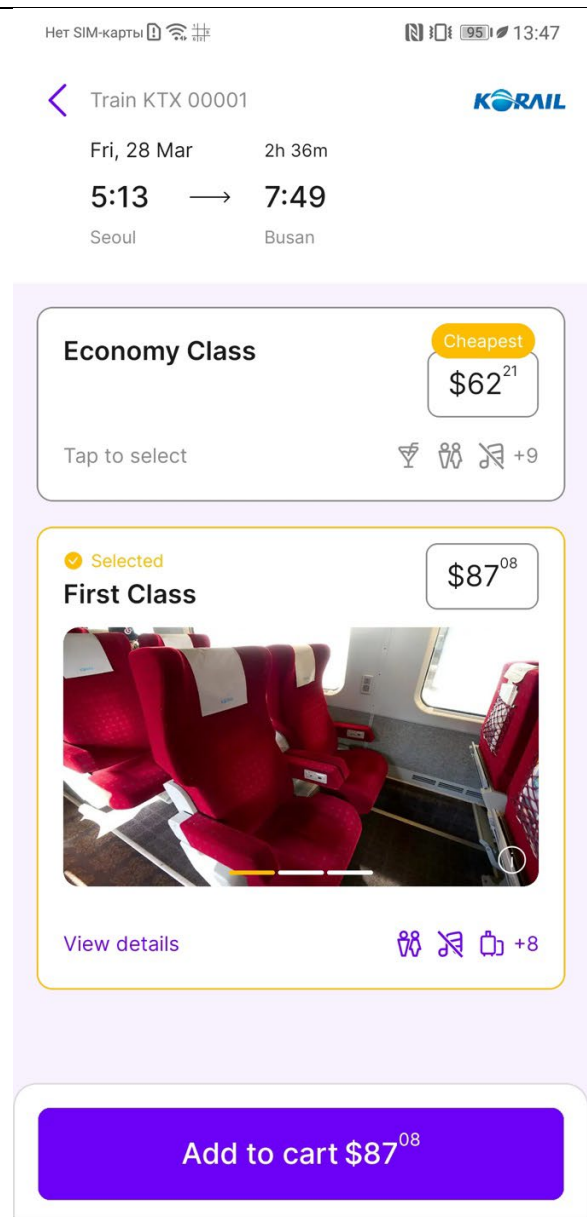 Нет SIM-карты 95 13:47
Train KTX 00001 KORAIL
Fri, 28 Mar 2h 36m
5:13 → 7:49
Seoul Busan
Economy Class Cheapest
$62²¹
Tap to select +9
Selected
First Class $87⁰⁸
View details +8
Add to cart $87⁰⁸